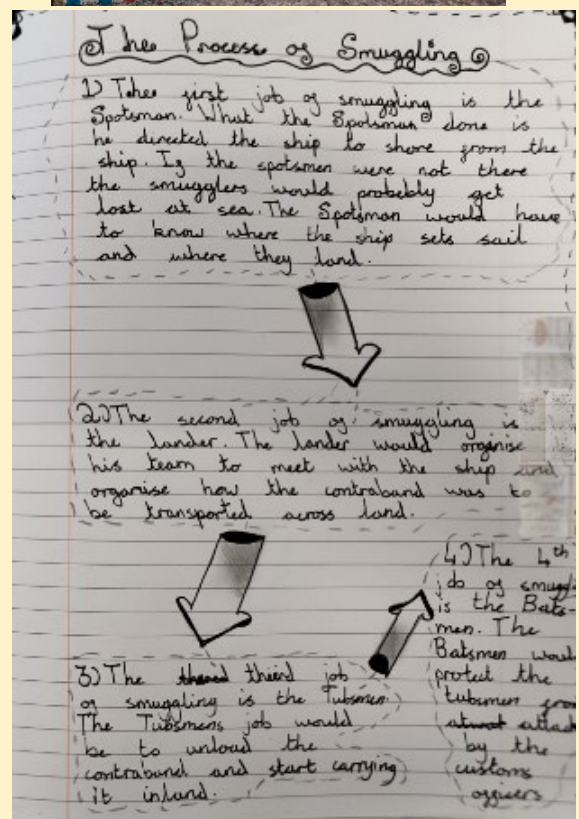 The Process of Smuggling
1) Thee first job of smuggling is the
Spotsman. What the Spotsman done is
he directed the ship to shore from the
ship. If the spotsmen were not there
the smugglers would probably get
lost at sea. The Spotsman would have
to know where the ship sets sail
and where they land.
2) The second job of smuggling is
the lander. The lander would organise
his team to meet with the ship and
organise how the contraband was to
be transported across land.
3) The theird job
of smuggling is the Tubsmen
The Tubsmens job would
be to unload the
contraband and start carrying
it inland.
4) The 4th
job of smuggl
is the Bats-
men. The
Batsmen woul
protect the
tubsmen from
attack
by the
customs
officers